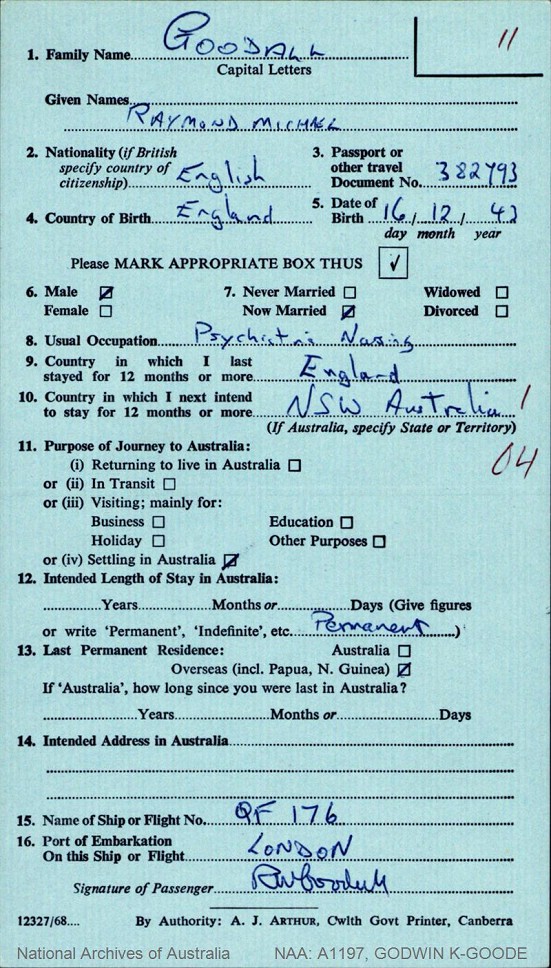 11
1. Family Name GOODALL
Capital Letters
Given Names
RAYMOND MICHAEL
2. Nationality (if British specify country of citizenship) English
3. Passport or other travel Document No. 382793
4. Country of Birth England
5. Date of Birth 16 / 12 / 42
day month year
Please MARK APPROPRIATE BOX THUS ✓
6. Male ☑ 7. Never Married ☐ Widowed ☐
Female ☐ Now Married ☑ Divorced ☐
8. Usual Occupation Psychiatric Nursing
9. Country in which I last
stayed for 12 months or more England
10. Country in which I next intend
to stay for 12 months or more NSW Australia 1
(If Australia, specify State or Territory)
04
11. Purpose of Journey to Australia:
(i) Returning to live in Australia ☐
or (ii) In Transit ☐
or (iii) Visiting; mainly for:
Business ☐ Education ☐
Holiday ☐ Other Purposes ☐
or (iv) Settling in Australia ☑
12. Intended Length of Stay in Australia:
Years Months or Days (Give figures
or write 'Permanent', 'Indefinite', etc. Permanent )
13. Last Permanent Residence: Australia ☐
Overseas (incl. Papua, N. Guinea) ☑
If 'Australia', how long since you were last in Australia?
Years Months or Days
14. Intended Address in Australia
15. Name of Ship or Flight No. QF 176
16. Port of Embarkation
On this Ship or Flight LONDON
Signature of Passenger RMGoodall
12327/68.... By Authority: A. J. ARTHUR, Cwlth Govt Printer, Canberra
National Archives of Australia NAA: A1197, GODWIN K-GOODE